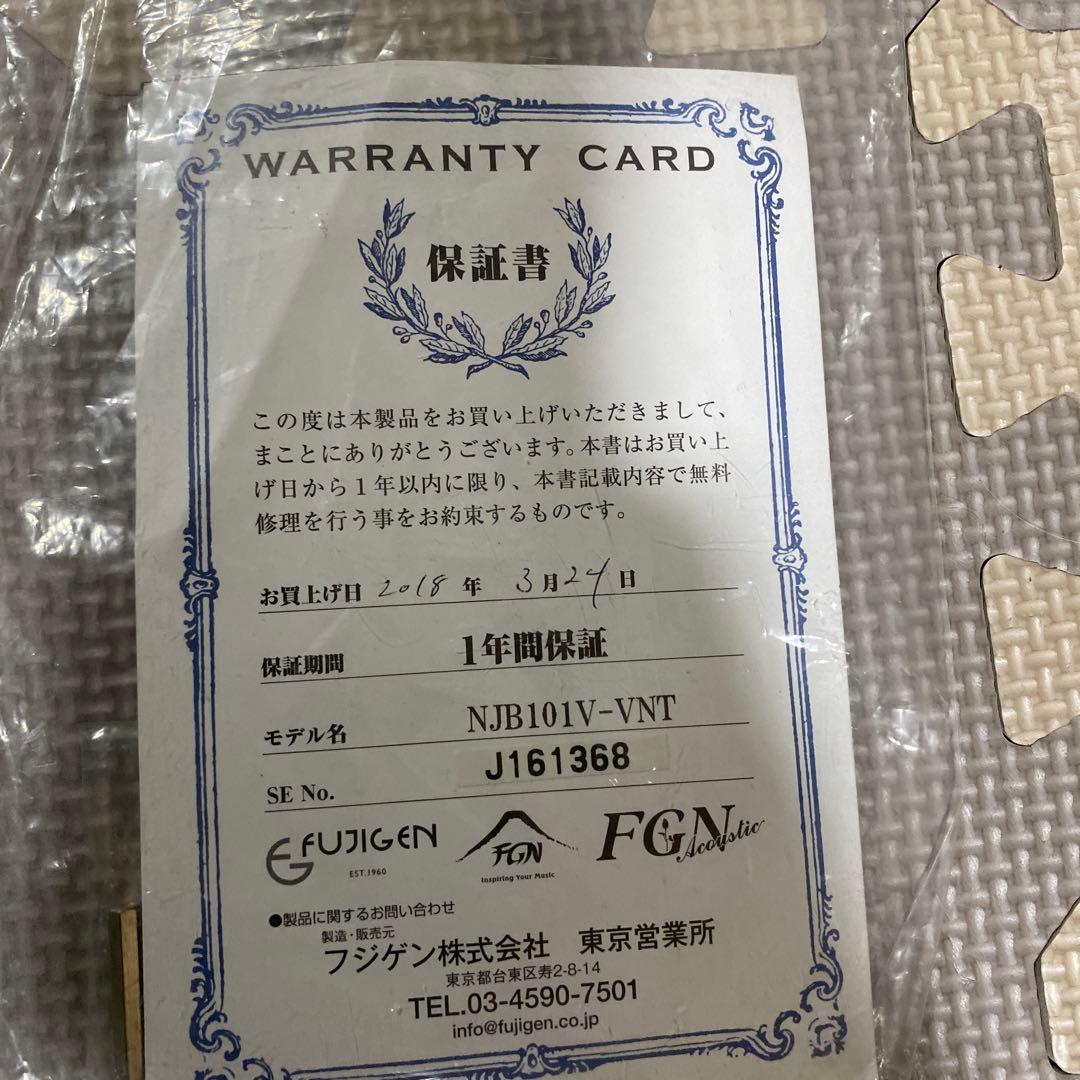 WARRANTY CARD
保証書
この度は本製品をお買い上げいただきまして、
まことにありがとうございます。本書はお買い上
げ日から1年以内に限り、本書記載内容で無料
修理を行う事をお約束するものです。
お買上げ日 2018 年 3月24日
保証期間 1年間保証
モデル名 NJB101V-VNT
SE No. J161368
FUJIGEN
EST.1960
FGN
Inspiring Your Music
FGN Acoustic
●製品に関するお問い合わせ
製造・販売元
フジゲン株式会社 東京営業所
東京都台東区寿2-8-14
TEL.03-4590-7501
info@fujigen.co.jp